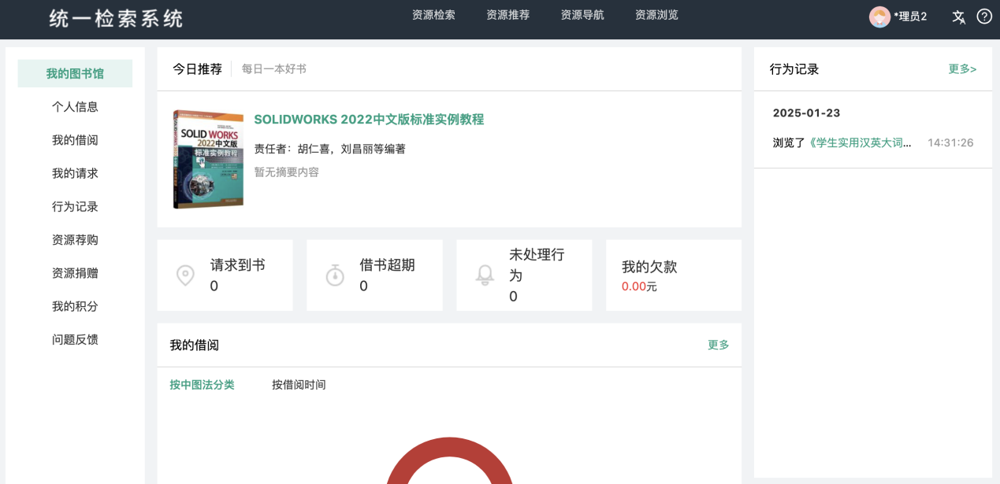 统一检索系统
资源检索 资源推荐 资源导航 资源浏览
*理员2
我的图书馆
个人信息
我的借阅
我的请求
行为记录
资源荐购
资源捐赠
我的积分
问题反馈
今日推荐 每日一本好书
SOLIDWORKS
2022中文版
标准实例教程
SOLIDWORKS 2022中文版标准实例教程
责任者：胡仁喜，刘昌丽等编著
暂无摘要内容
请求到书
0
借书超期
0
未处理行
为
0
我的欠款
0.00元
我的借阅 更多
按中图法分类 按借阅时间
行为记录 更多>
2025-01-23
浏览了《学生实用汉英大词... 14:31:26